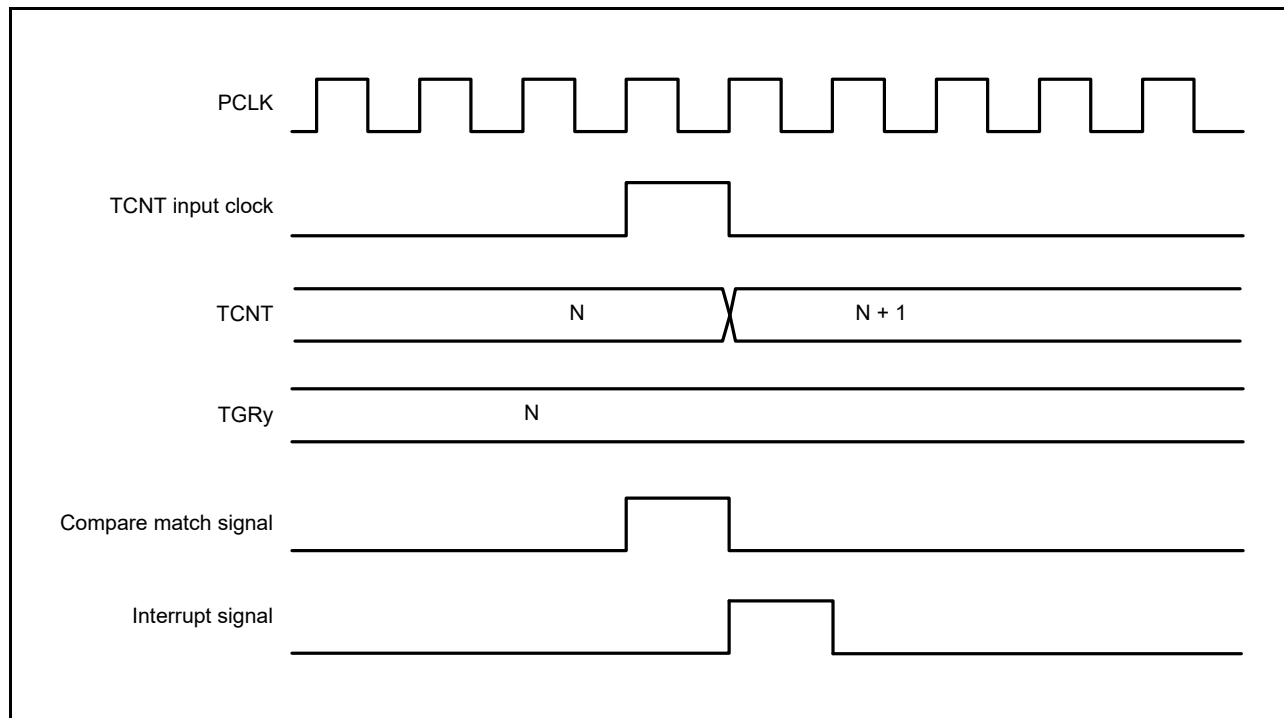 PCLK
TCNT input clock
TCNT
N
N + 1
TGRy
N
Compare match signal
Interrupt signal